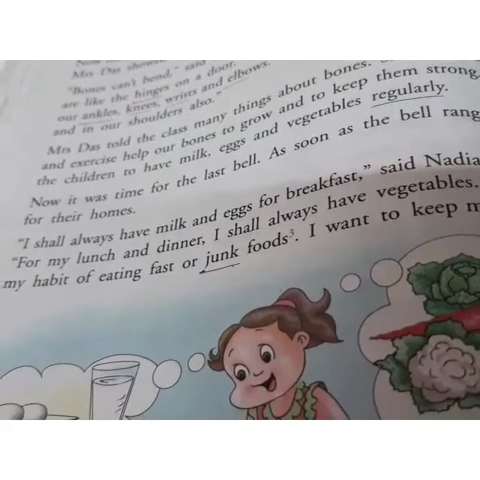 Mrs Das showed
"Bones can't bend," said
are like the hinges on a door.
our ankles, knees, wrists and elbows.
and in our shoulders also."
Mrs Das told the class many things about bones.
and exercise help our bones to grow and to keep them strong.
the children to have milk, eggs and vegetables regularly.
Now it was time for the last bell. As soon as the bell rang
for their homes.
"I shall always have milk and eggs for breakfast," said Nadia
"For my lunch and dinner, I shall always have vegetables.
my habit of eating fast or junk foods³. I want to keep m